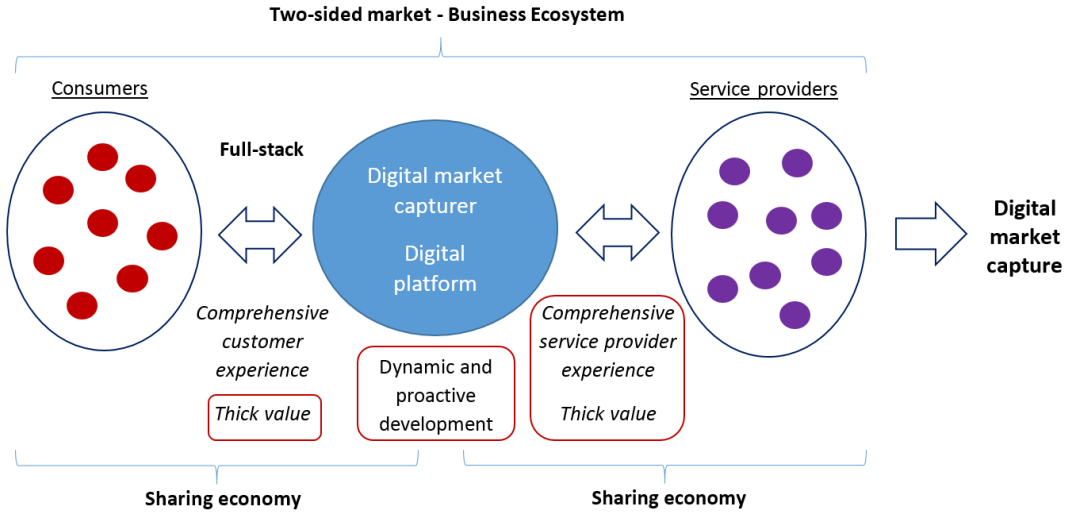 Two-sided market - Business Ecosystem
Consumers
Service providers
Full-stack
Digital market
capturer
Digital
platform
Digital
market
capture
Comprehensive
customer
experience
Thick value
Dynamic and
proactive
development
Comprehensive
service provider
experience
Thick value
Sharing economy
Sharing economy